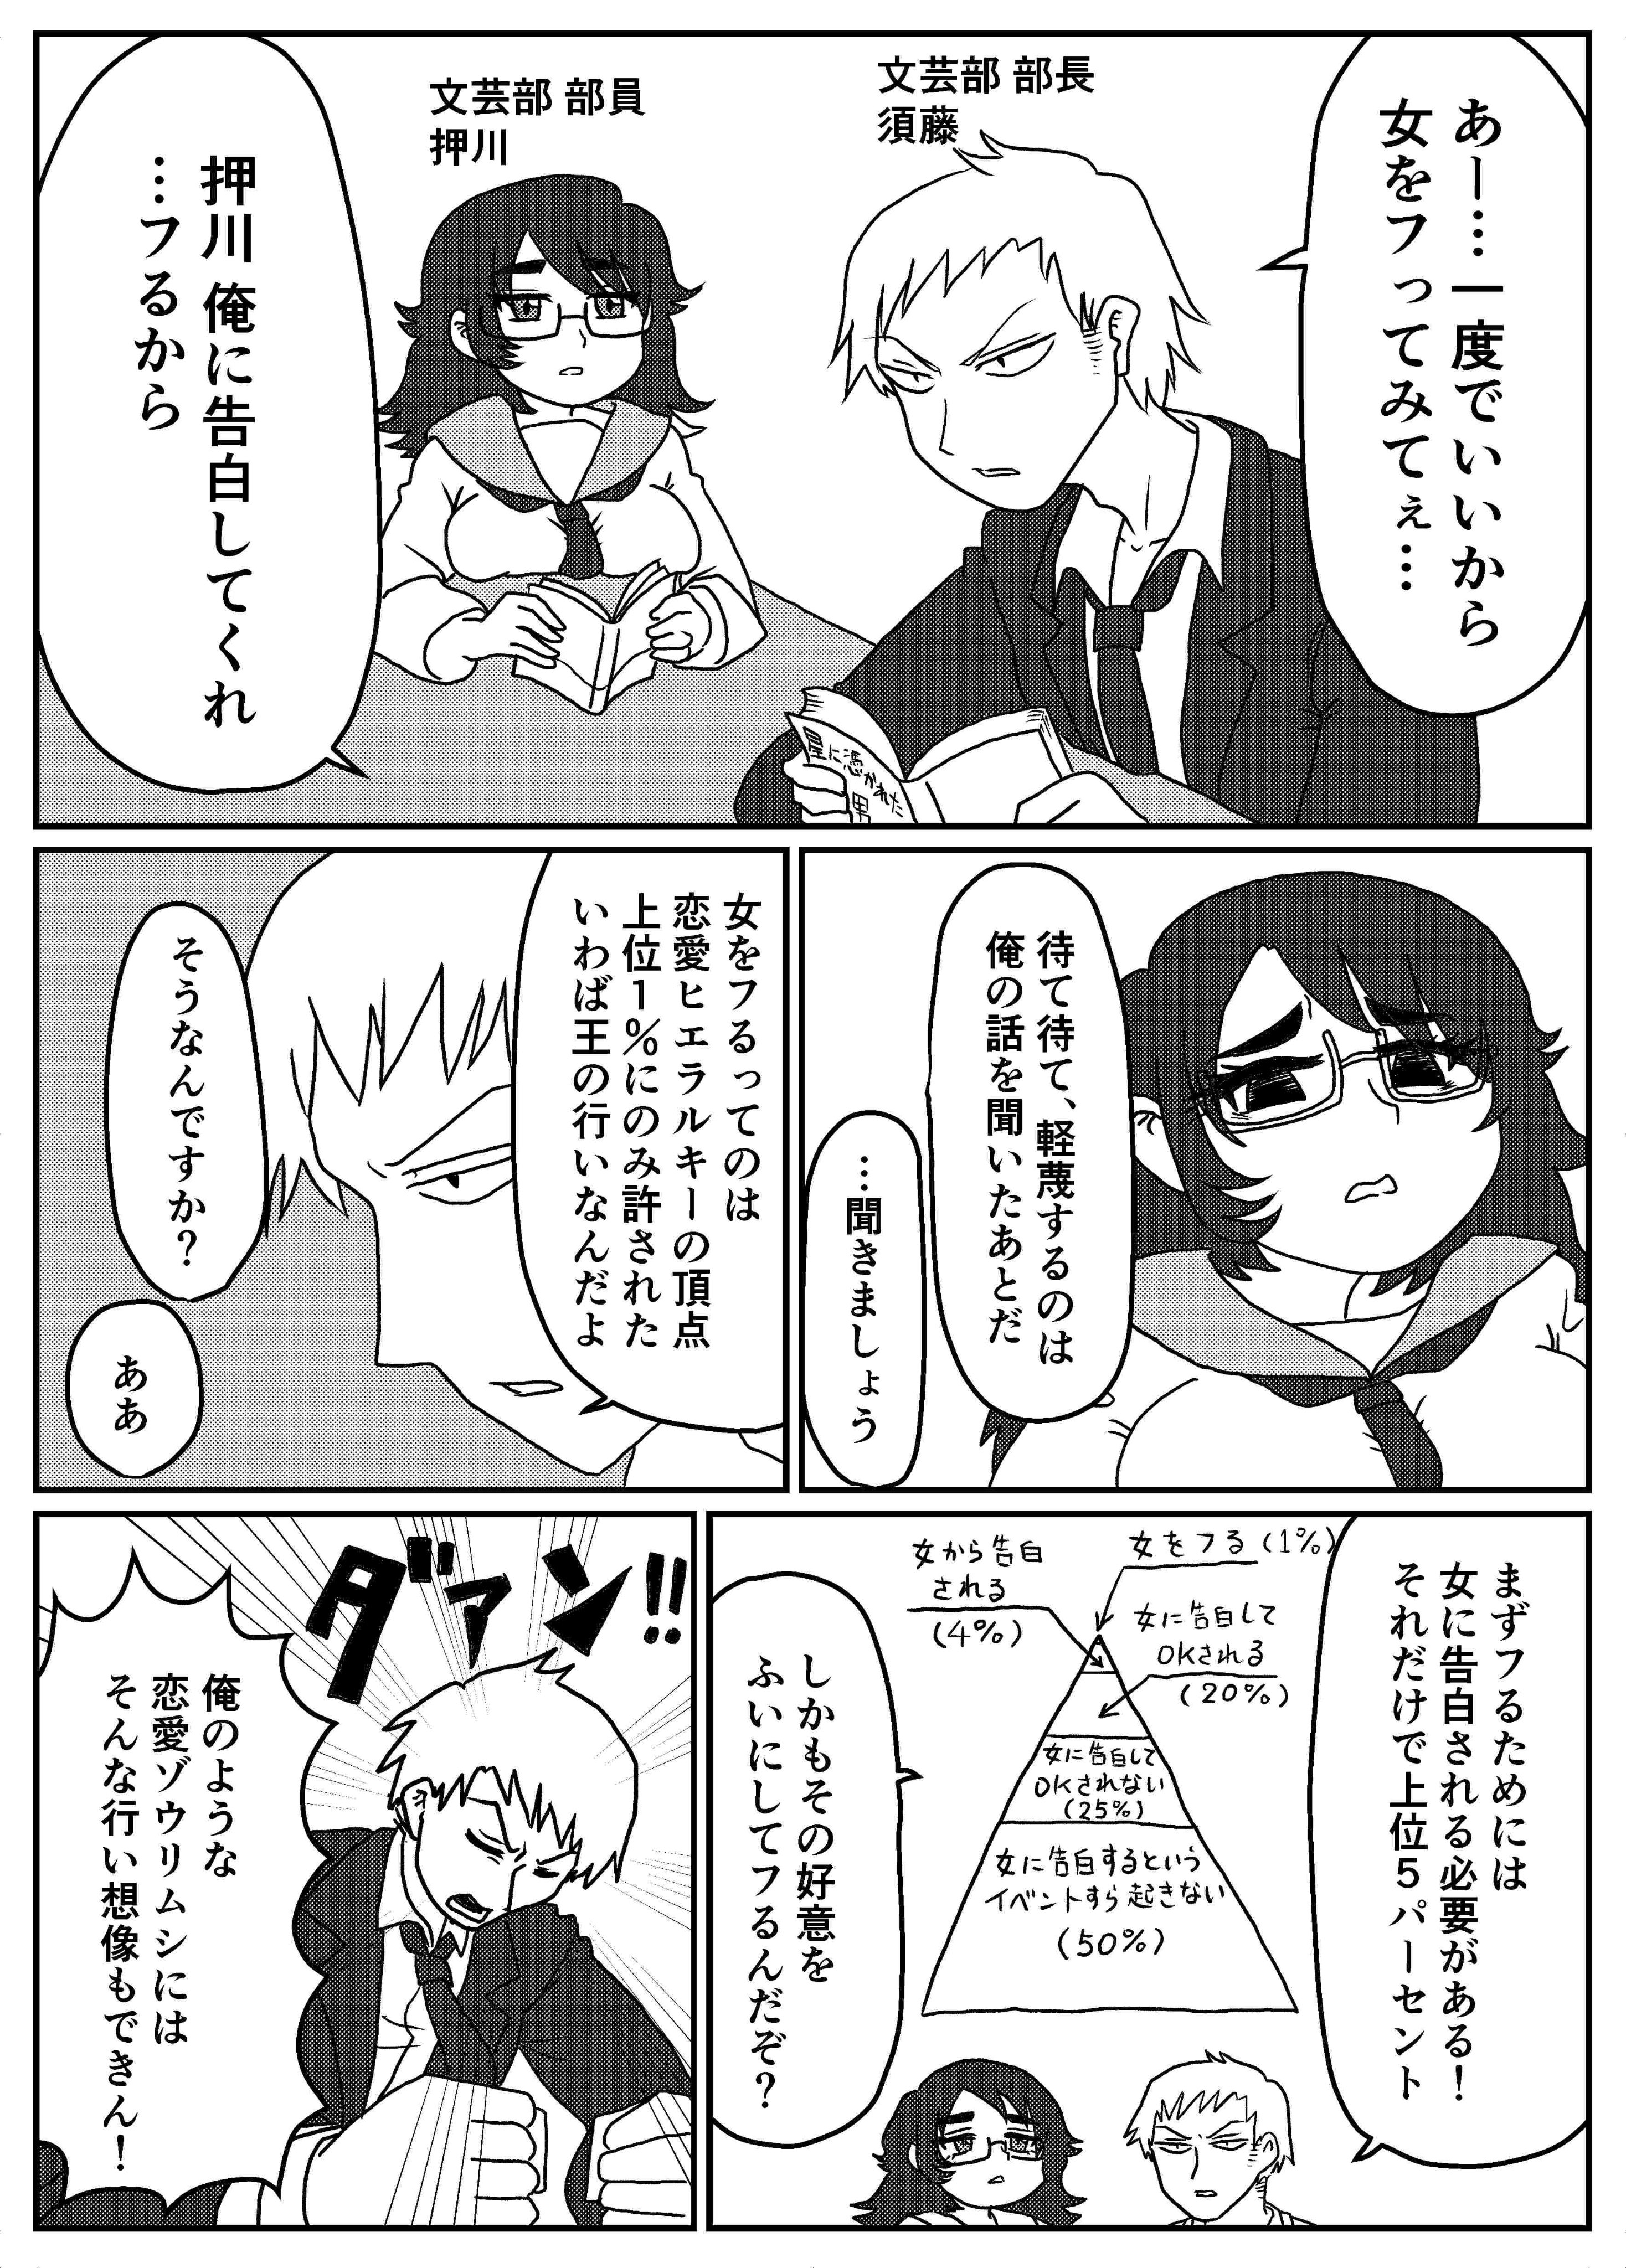 あー…一度でいいから
女をフってみてぇ…
文芸部 部長
須藤
文芸部 部員
押川
押川 俺に告白してくれ
…フるから
星に憑かれた
男
待て待て、軽蔑するのは
俺の話を聞いたあとだ
…聞きましょう
女をフるってのは
恋愛ヒエラルキーの頂点
上位1％にのみ許された
いわば王の行いなんだよ
そうなんですか？
ああ
まずフるためには
女に告白される必要がある！
それだけで上位5パーセント
女をフる(1%)
女から告白
される
(4%)
女に告白して
OKされる
(20%)
女に告白して
OKされない
(25%)
女に告白するという
イベントすら起きない
(50%)
しかもその好意を
ふいにしてフるんだぞ？
ダァン!!
俺のような
恋愛ゾウリムシには
そんな行い想像もできん！